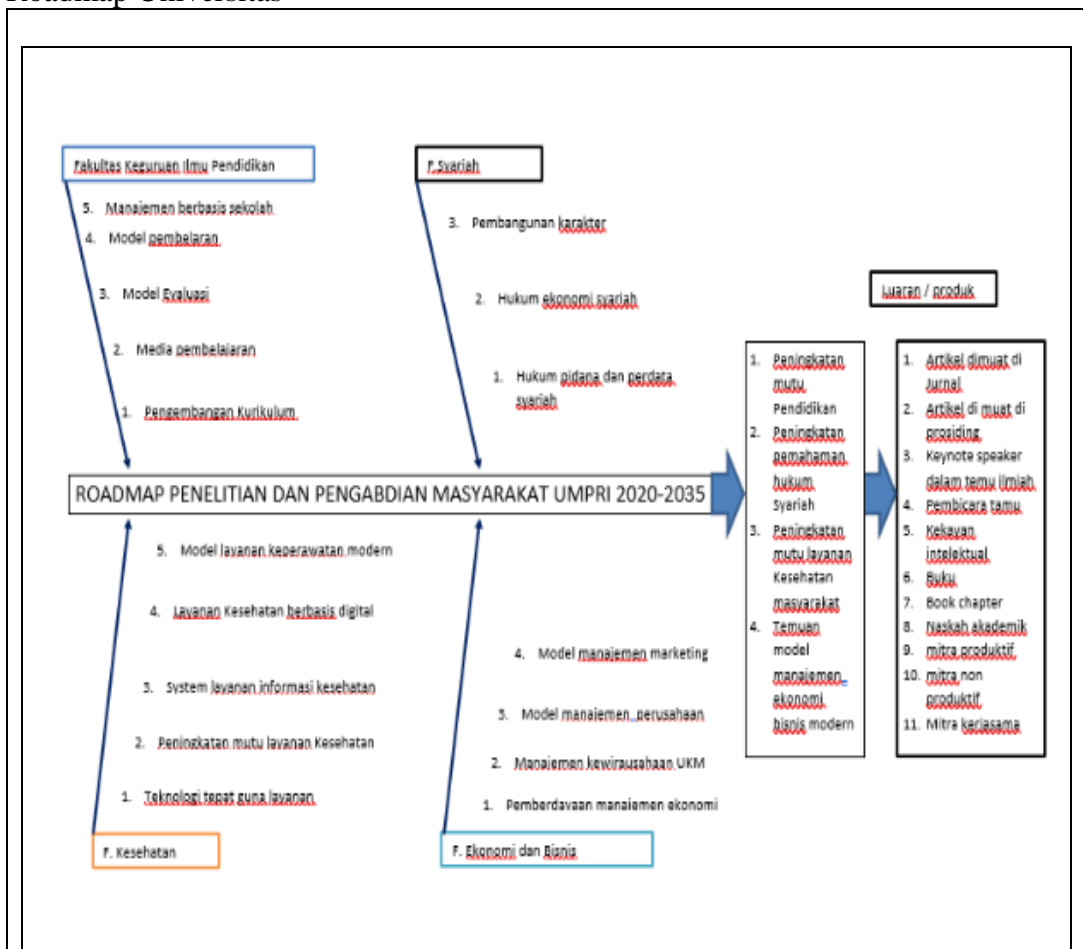 Roadmap Universitas
Fakultas Keguruan Ilmu Pendidikan
5. Manajemen berbasis sekolah
4. Model pembelaran
3. Model Evaluasi
2. Media pembelajaran
1. Pengembangan Kurikulum
F.Syariah
3. Pembangunan karakter
2. Hukum ekonomi syariah
1. Hukum pidana dan perdata
syariah
ROADMAP PENELITIAN DAN PENGABDIAN MASYARAKAT UMPRI 2020-2035
5. Model layanan keperawatan modern
4. Layanan Kesehatan berbasis digital
3. System layanan informasi kesehatan
2. Peningkatan mutu layanan Kesehatan
1. Teknologi tepat guna layanan
F. Kesehatan
4. Model manajemen marketing
3. Model manajemen perusahaan
2. Manajemen kewirausahaan UKM
1. Pemberdayaan manajemen ekonomi
F. Ekonomi dan Bisnis
1. Peningkatan
mutu
Pendidikan
2. Peningkatan
pemahaman
hukum
Syariah
3. Peningkatan
mutu layanan
Kesehatan
masyarakat
4. Temuan
model
manajemen
ekonomi
bisnis modern
Luaran / produk
1. Artikel dimuat di
Jurnal
2. Artikel di muat di
prosiding
3. Keynote speaker
dalam temu ilmiah
4. Pembicara tamu
5. Kekayan
intelektual
6. Buku
7. Book chapter
8. Naskah akademik
9. mitra produktif
10. mitra non
produktif
11. Mitra kerjasama